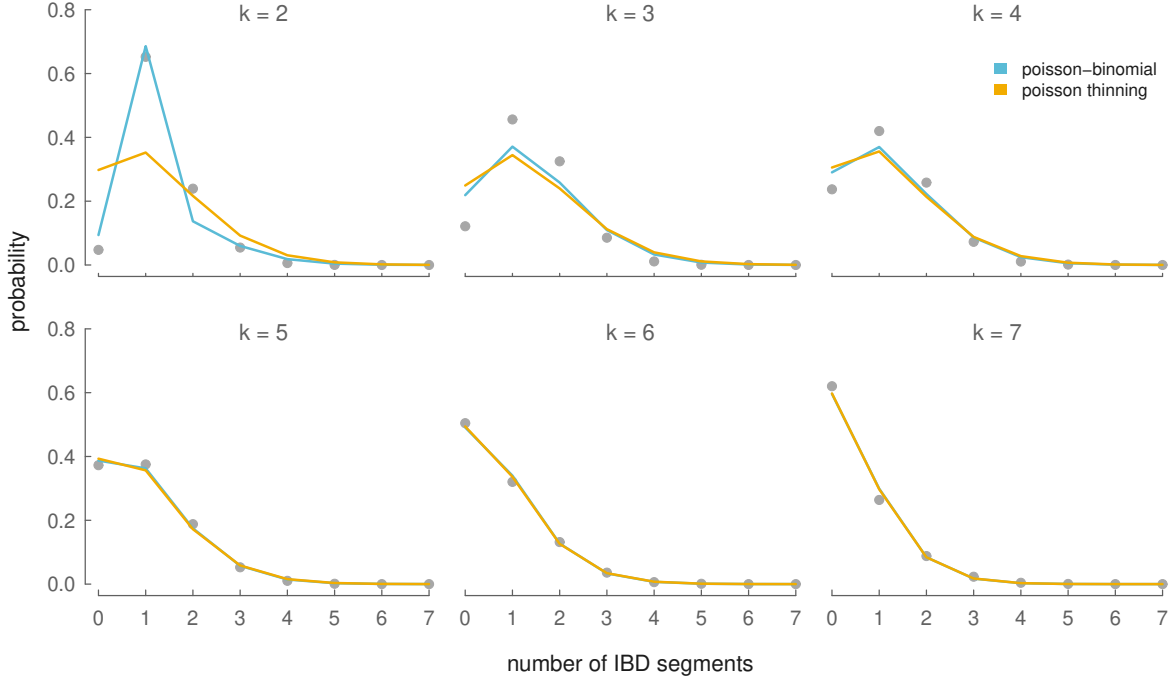 k = 2
k = 3
k = 4
0.8
0.6
0.4
0.2
0.0
poisson−binomial
poisson thinning
probability
k = 5
k = 6
k = 7
0.8
0.6
0.4
0.2
0.0
0 1 2 3 4 5 6 7
0 1 2 3 4 5 6 7
0 1 2 3 4 5 6 7
number of IBD segments